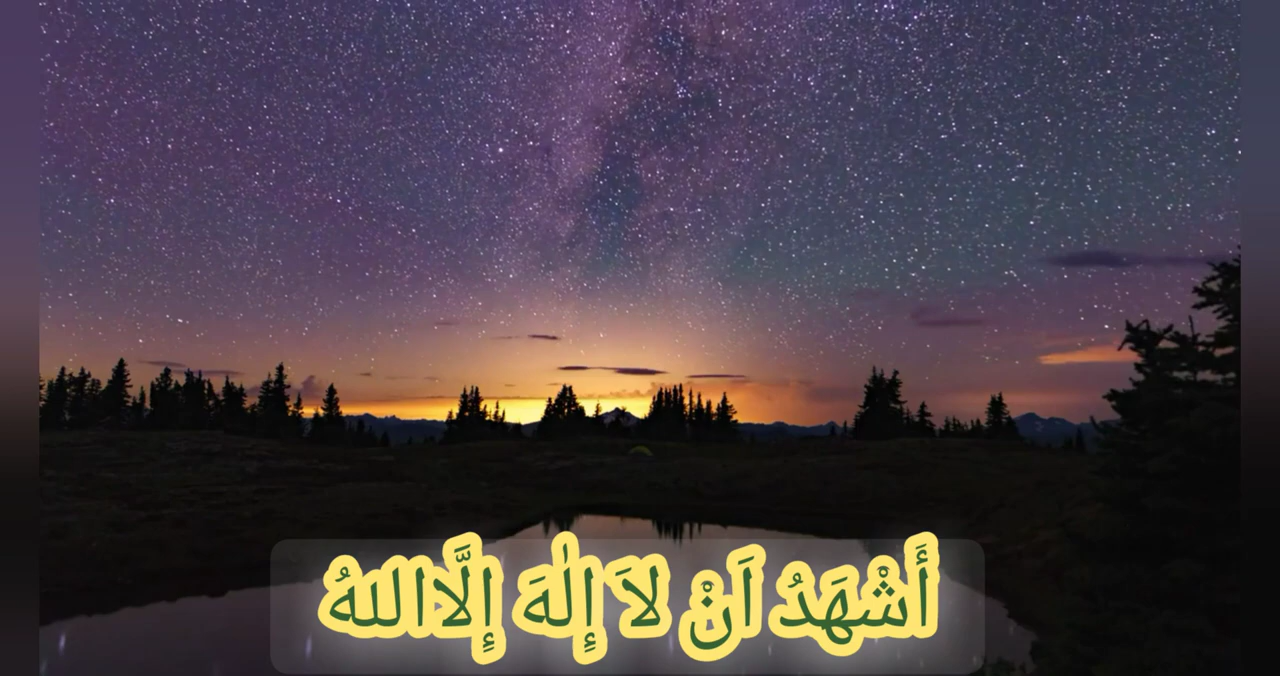 أَشْهَدُ اَنْ لاَ إِلٰهَ إِلَّااللهُ